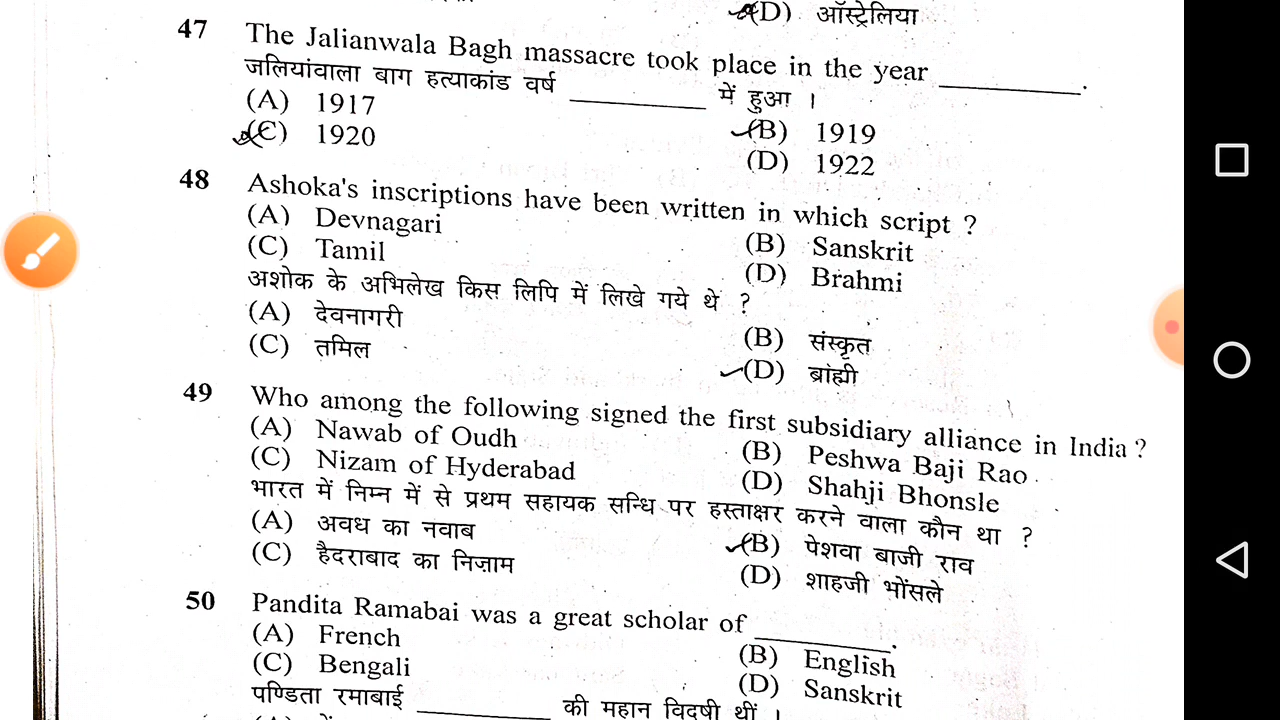 (D) ऑस्ट्रेलिया
47 The Jalianwala Bagh massacre took place in the year ________.
जलियांवाला बाग हत्याकांड वर्ष ________ में हुआ ।
(A) 1917
(B) 1919
(C) 1920
(D) 1922
48 Ashoka's inscriptions have been written in which script ?
(A) Devnagari
(B) Sanskrit
(C) Tamil
(D) Brahmi
अशोक के अभिलेख किस लिपि में लिखे गये थे ?
(A) देवनागरी
(B) संस्कृत
(C) तमिल
(D) ब्रांह्मी
49 Who among the following signed the first subsidiary alliance in India ?
(A) Nawab of Oudh
(B) Peshwa Baji Rao
(C) Nizam of Hyderabad
(D) Shahji Bhonsle
भारत में निम्न में से प्रथम सहायक सन्धि पर हस्ताक्षर करने वाला कौन था ?
(A) अवध का नवाब
(B) पेशवा बाजी राव
(C) हैदराबाद का निज़ाम
(D) शाहजी भोंसले
50 Pandita Ramabai was a great scholar of ________.
(A) French
(B) English
(C) Bengali
(D) Sanskrit
पण्डिता रमाबाई ________ की महान विदुषी थीं ।